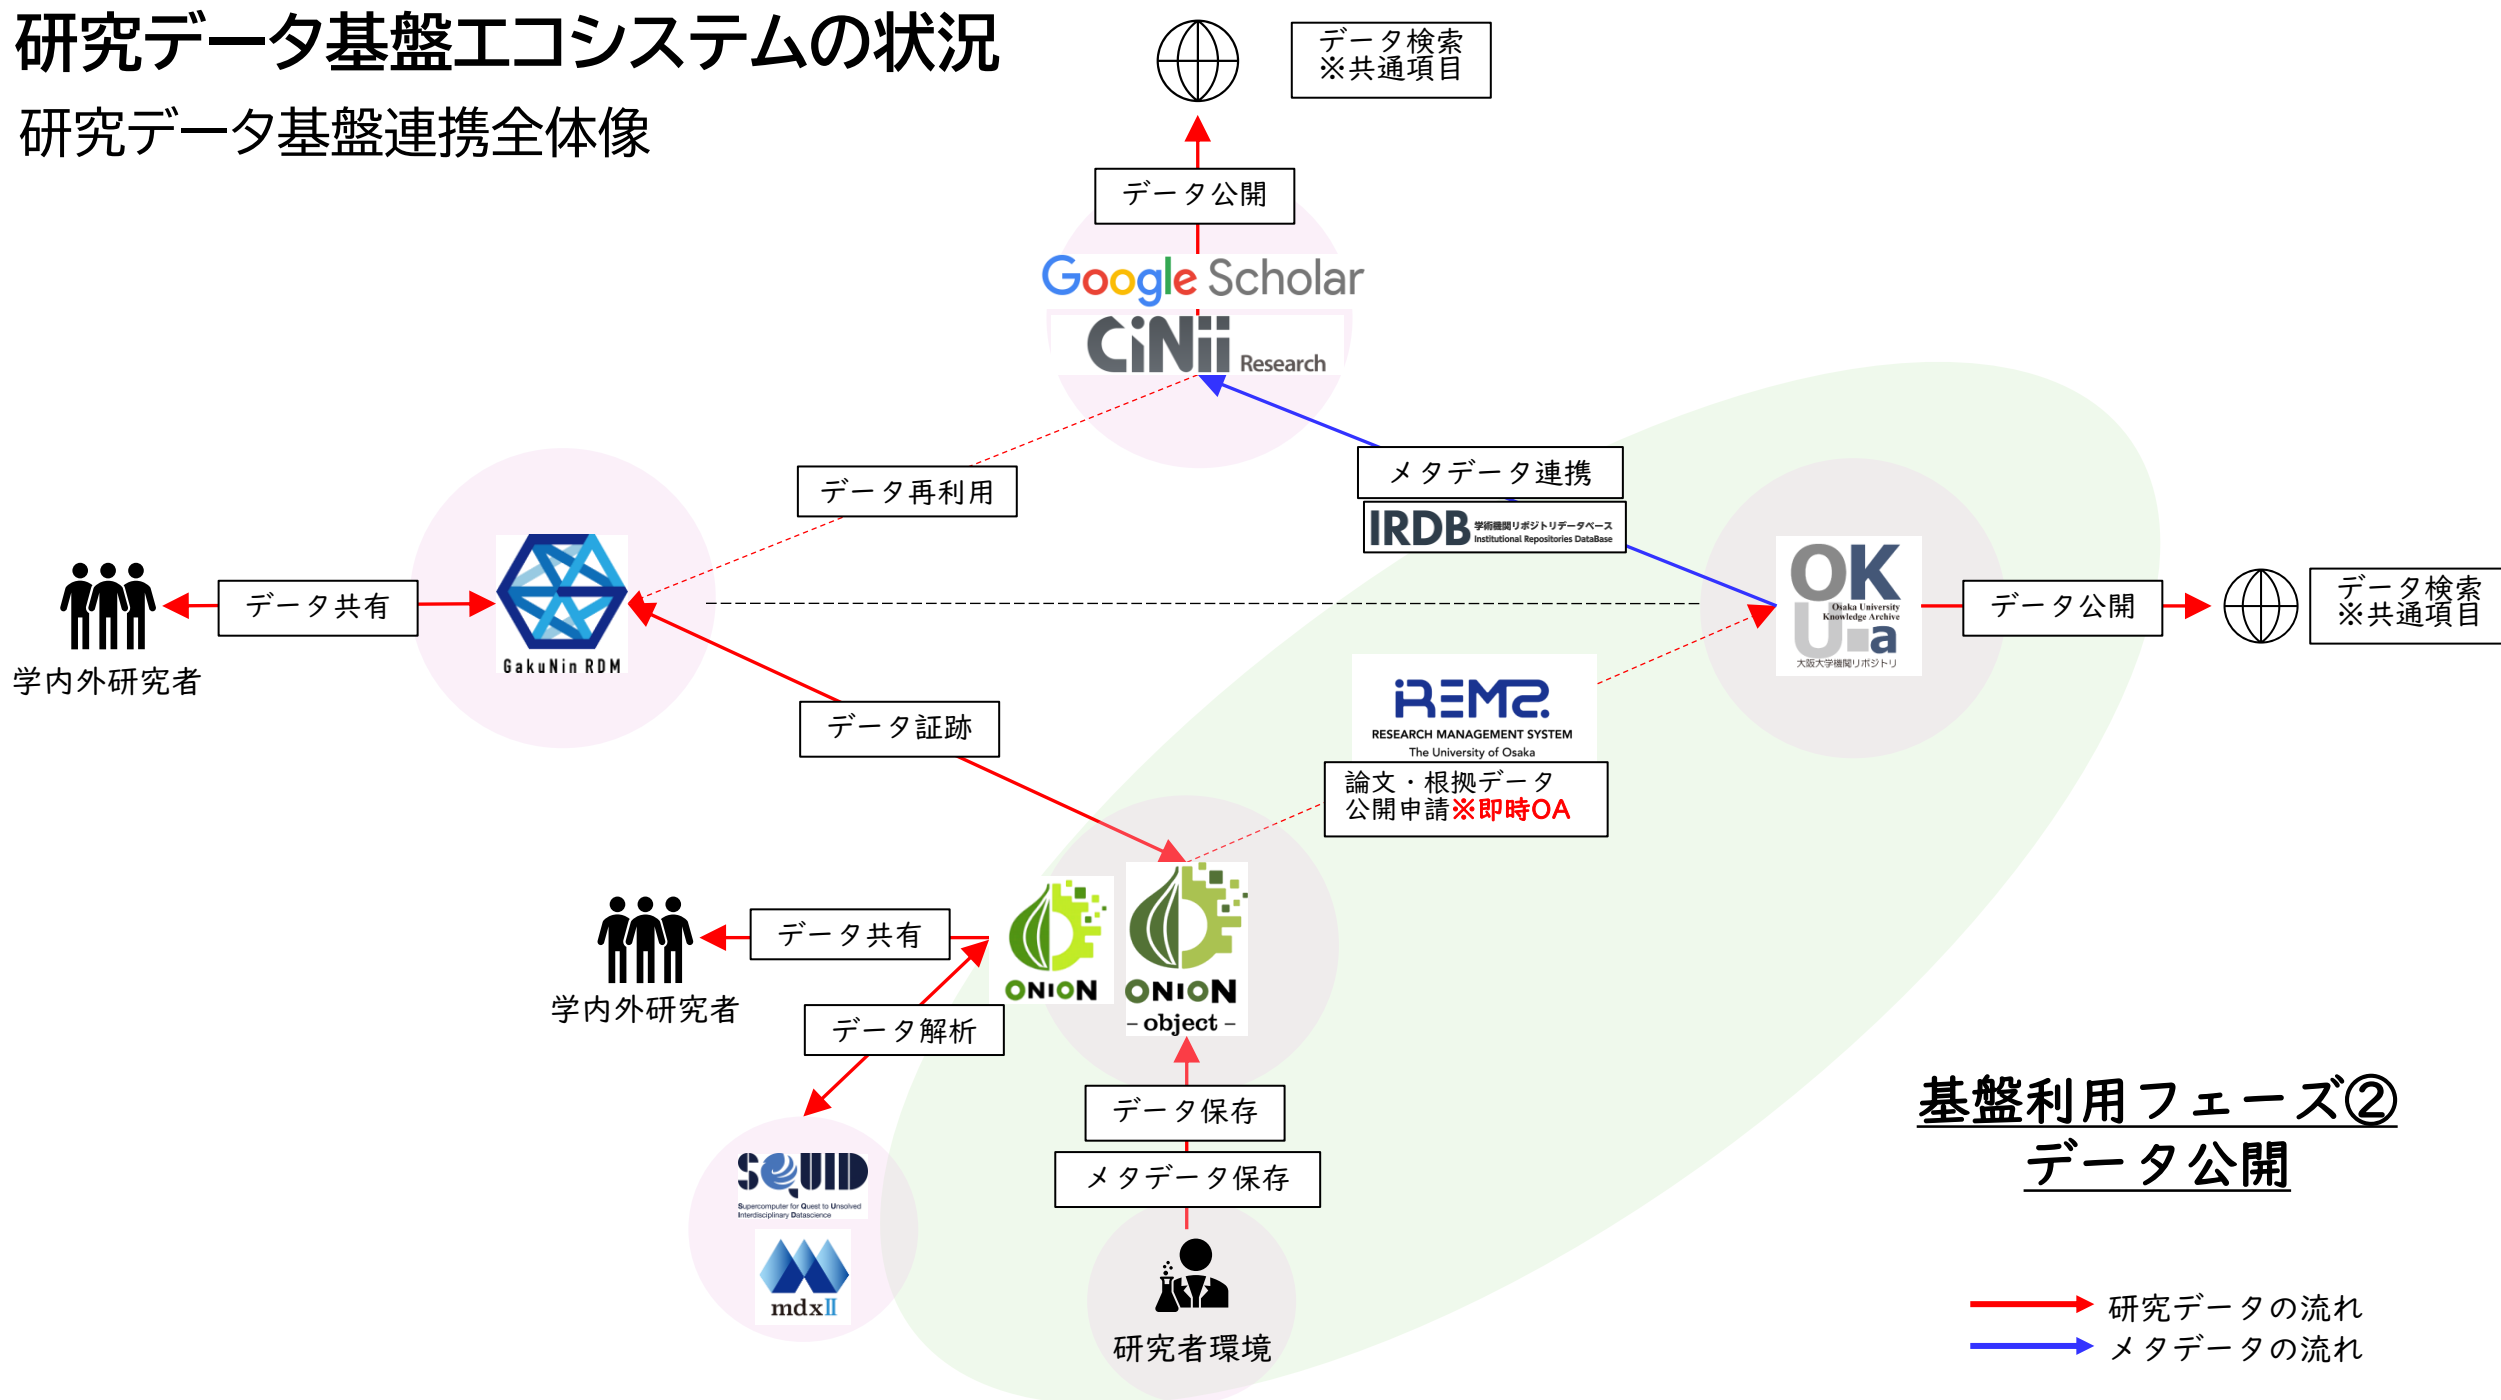 研究データ基盤エコシステムの状況
研究データ基盤連携全体像
データ検索
※共通項目
データ公開
Google Scholar
CiNii Research
データ再利用
メタデータ連携
IRDB 学術機関リポジトリデータベース
Institutional Repositories DataBase
データ共有
学内外研究者
GakuNin RDM
OKUa
Osaka University
Knowledge Archive
大阪大学機関リポジトリ
データ公開
データ検索
※共通項目
データ証跡
IREMS
RESEARCH MANAGEMENT SYSTEM
The University of Osaka
論文・根拠データ
公開申請※即時OA
データ共有
学内外研究者
ONION
ONION
- object -
データ解析
データ保存
メタデータ保存
SQUID
Supercomputer for Quest to Unsolved
Interdisciplinary Datascience
mdxII
研究者環境
基盤利用フェーズ②
データ公開
研究データの流れ
メタデータの流れ